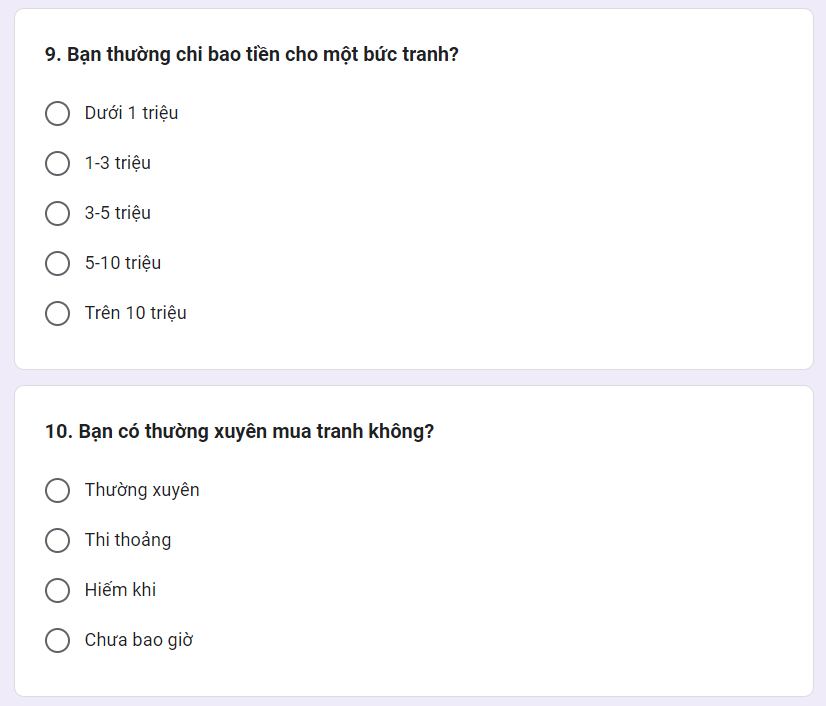 9. Bạn thường chi bao tiền cho một bức tranh?
Dưới 1 triệu
1-3 triệu
3-5 triệu
5-10 triệu
Trên 10 triệu
10. Bạn có thường xuyên mua tranh không?
Thường xuyên
Thi thoảng
Hiếm khi
Chưa bao giờ